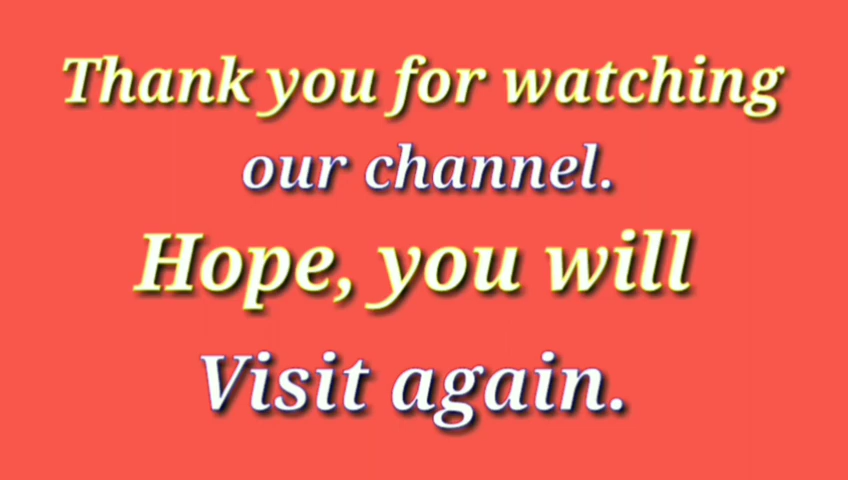 Thank you for watching
our channel.
Hope, you will
Visit again.